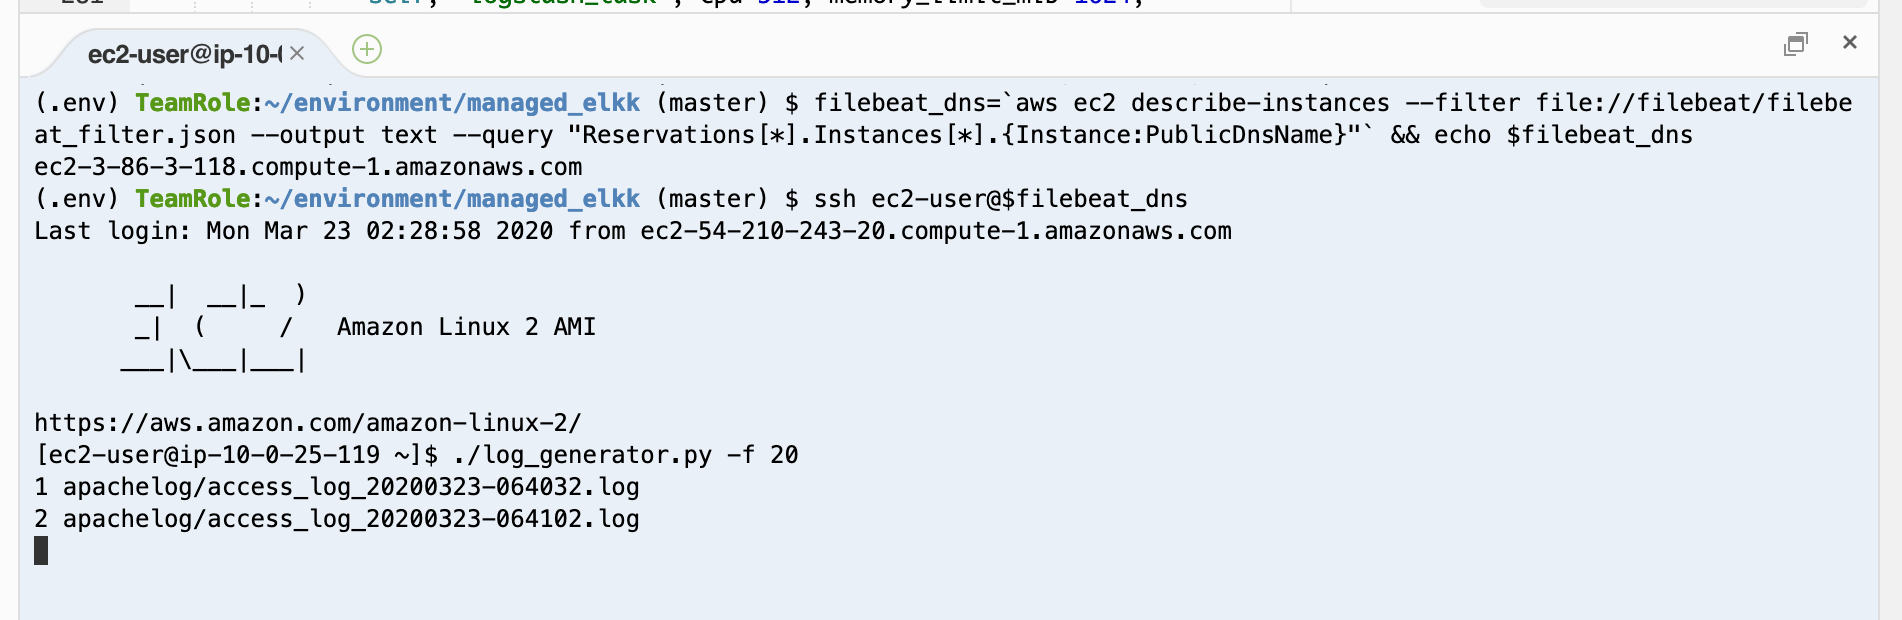 ec2-user@ip-10-
(.env) TeamRole:~/environment/managed_elkk (master) $ filebeat_dns=`aws ec2 describe-instances --filter file://filebeat/filebe
at_filter.json --output text --query "Reservations[*].Instances[*].{Instance:PublicDnsName}"` && echo $filebeat_dns
ec2-3-86-3-118.compute-1.amazonaws.com
(.env) TeamRole:~/environment/managed_elkk (master) $ ssh ec2-user@$filebeat_dns
Last login: Mon Mar 23 02:28:58 2020 from ec2-54-210-243-20.compute-1.amazonaws.com
       __|  __|_  )
       _|  (     /   Amazon Linux 2 AMI
      ___|\___|___|
https://aws.amazon.com/amazon-linux-2/
[ec2-user@ip-10-0-25-119 ~]$ ./log_generator.py -f 20
1 apachelog/access_log_20200323-064032.log
2 apachelog/access_log_20200323-064102.log